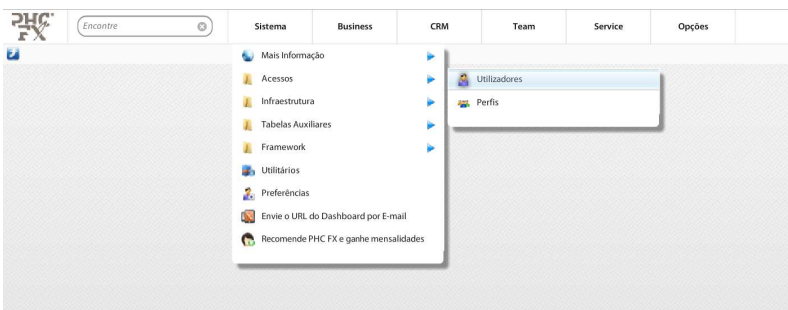 PHC FX
Encontre
Sistema
Business
CRM
Team
Service
Opções
Mais Informação
Acessos
Infraestrutura
Tabelas Auxiliares
Framework
Utilitários
Preferências
Envie o URL do Dashboard por E-mail
Recomende PHC FX e ganhe mensalidades
Utilizadores
Perfis